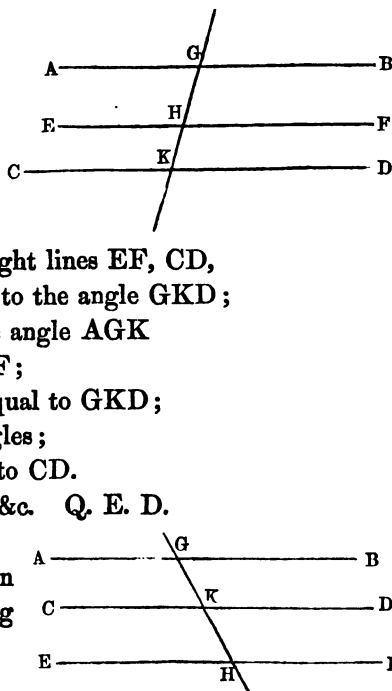 G
A B
H
E F
K
C D
ght lines EF, CD,
to the angle GKD;
angle AGK
F;
qual to GKD;
gles;
to CD.
&c. Q. E. D.
G
A B
n
K
C D
g
E
H